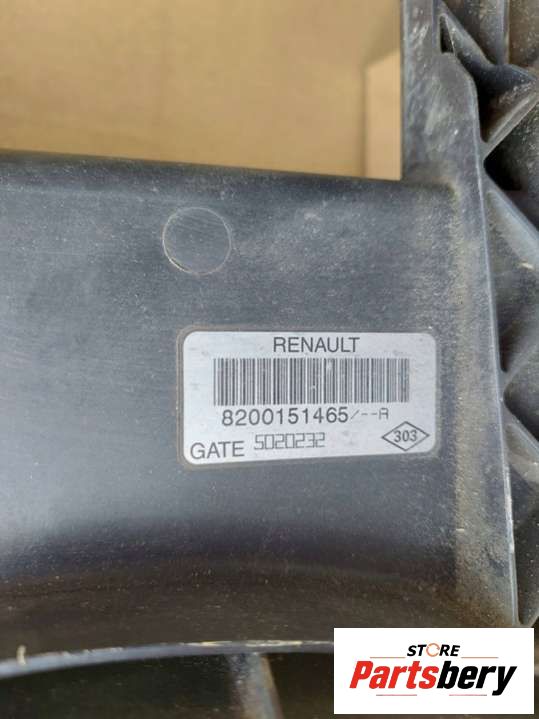 RENAULT
8200151465/--A
GATE 5020232
303
STORE
Partsbery